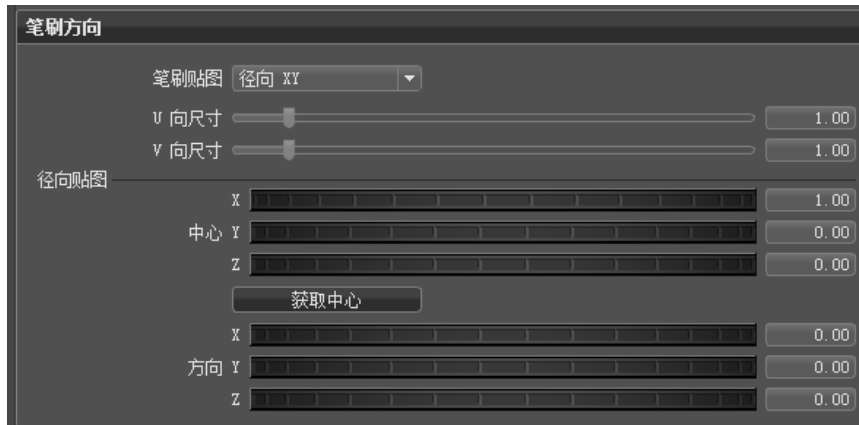 笔刷方向
笔刷贴图 径向 XY
U 向尺寸 1.00
V 向尺寸 1.00
径向贴图
X 1.00
中心 Y 0.00
Z 0.00
获取中心
X 0.00
方向 Y 0.00
Z 0.00